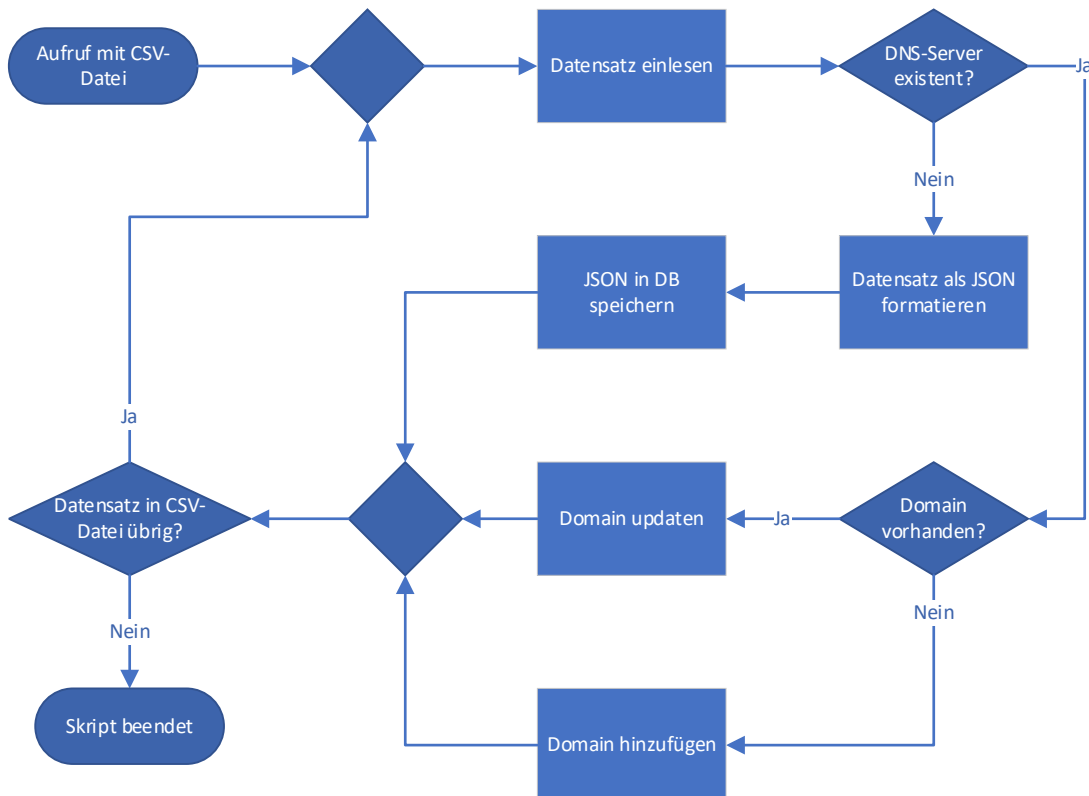 Aufruf mit CSV-
Datei
Datensatz einlesen
DNS-Server
existent?
Ja
Nein
JSON in DB
speichern
Datensatz als JSON
formatieren
Ja
Datensatz in CSV-
Datei übrig?
Domain updaten
Ja
Domain
vorhanden?
Nein
Nein
Skript beendet
Domain hinzufügen